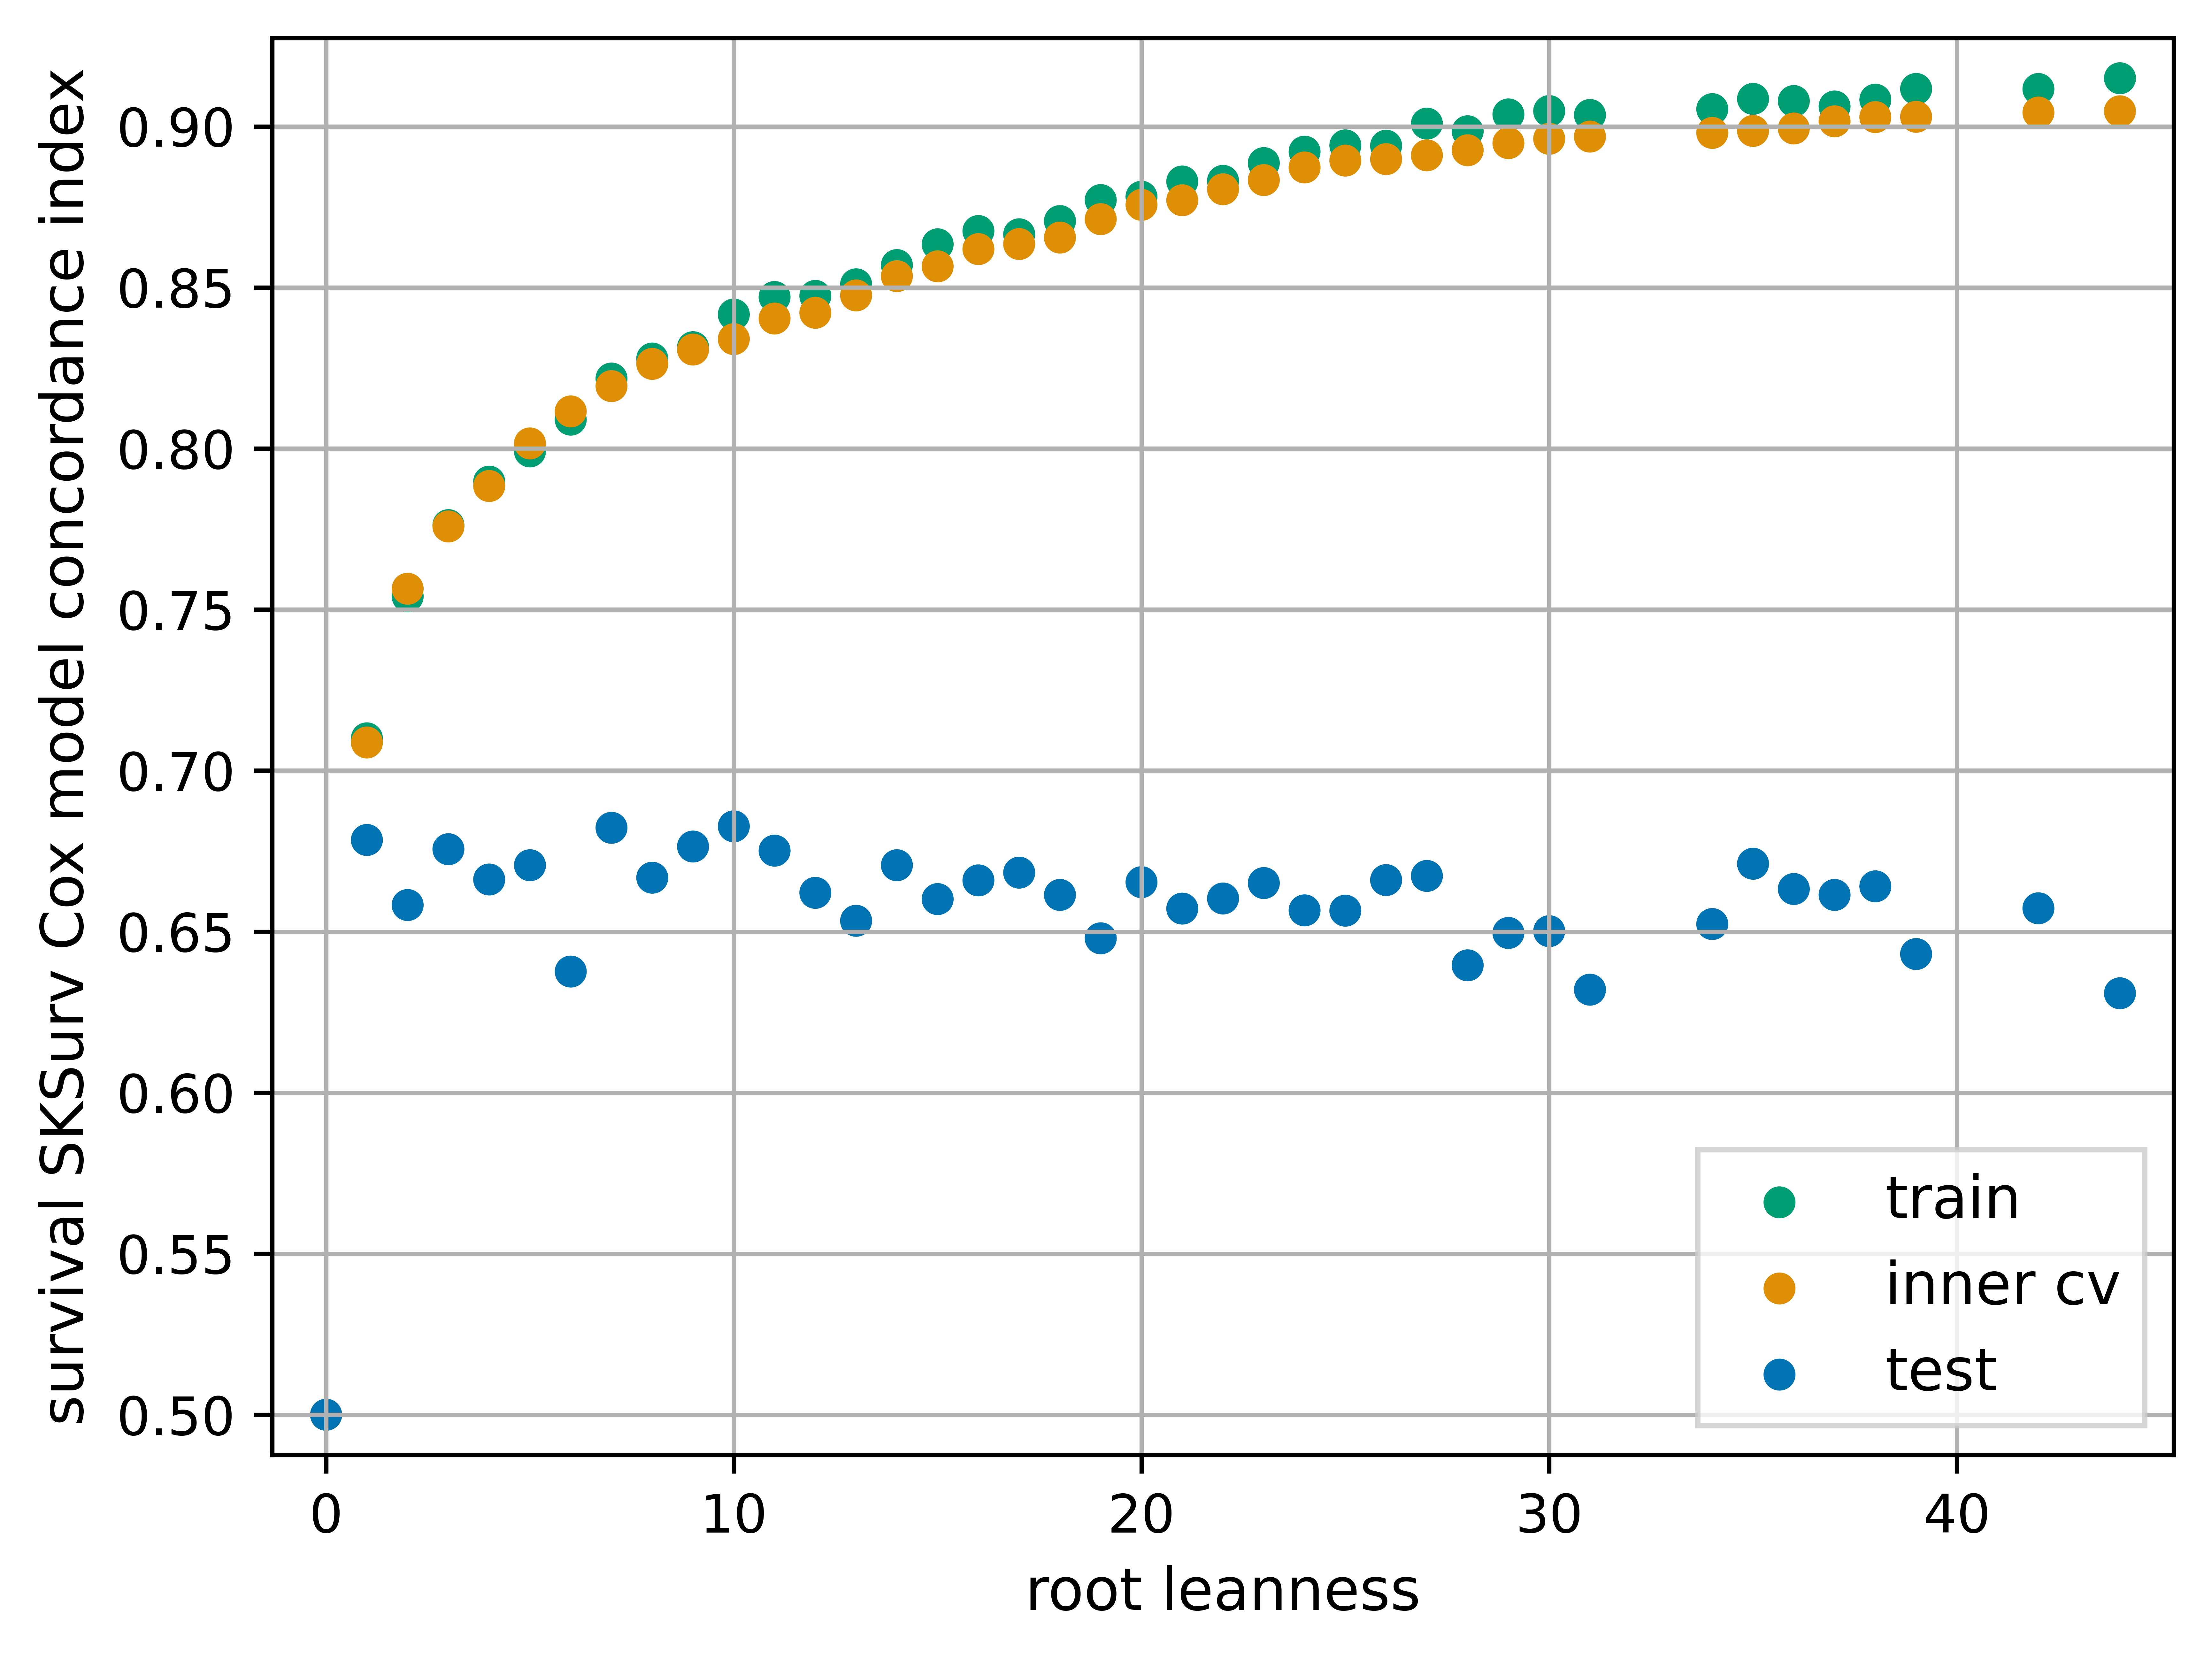 survival SKSurv Cox model concordance index
0.90
0.85
0.80
0.75
0.70
0.65
0.60
0.55
0.50
train
inner cv
test
0 10 20 30 40
root leanness